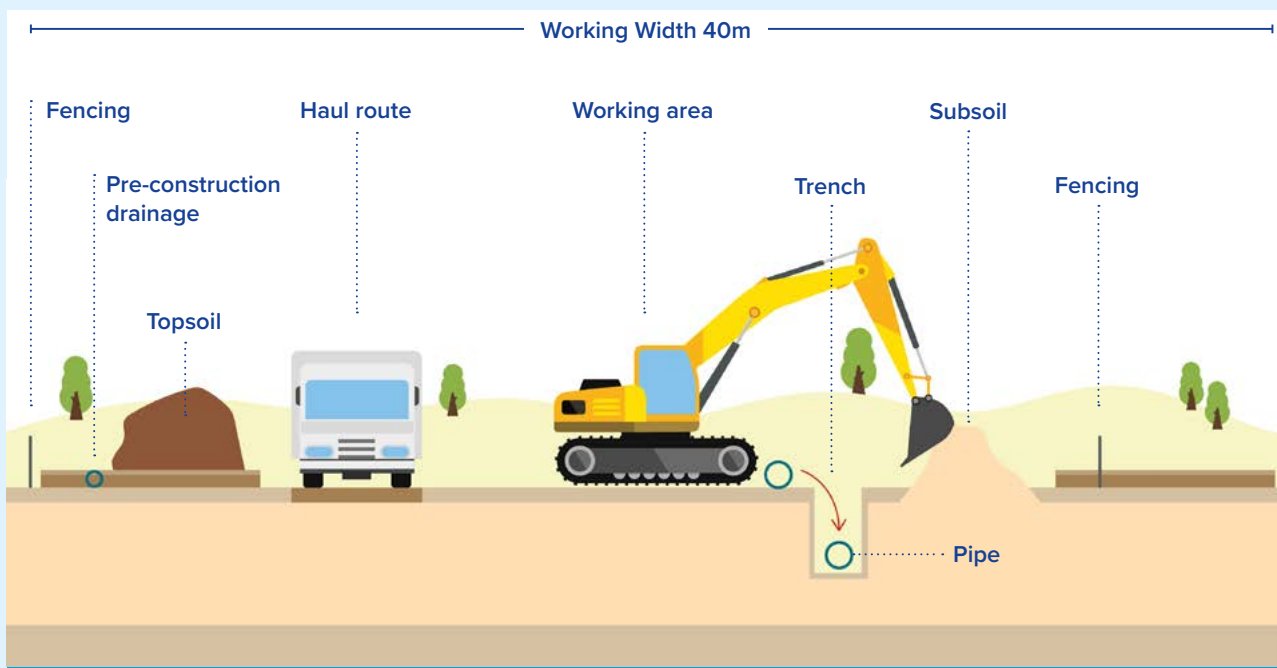 Working Width 40m
Fencing
Haul route
Working area
Subsoil
Pre-construction
drainage
Trench
Fencing
Topsoil
Pipe